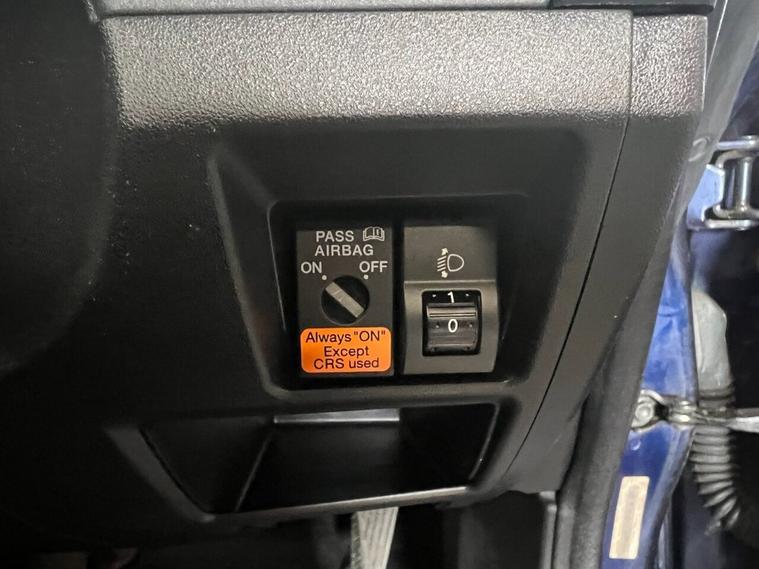 PASS
AIRBAG
ON OFF
Always "ON"
Except
CRS used
1
0